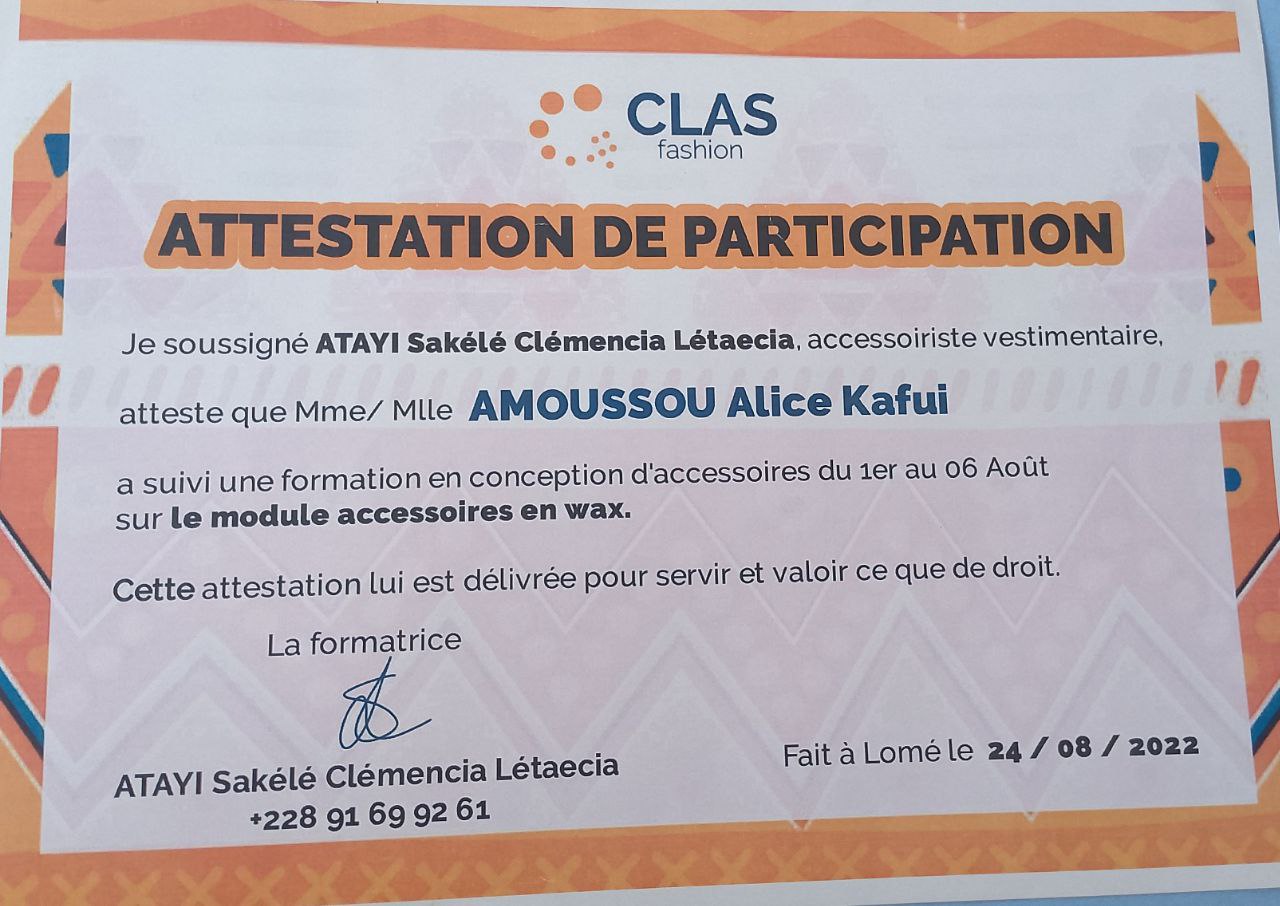 CLAS
fashion
ATTESTATION DE PARTICIPATION
Je soussigné ATAYI Sakélé Clémencia Létaecia, accessoiriste vestimentaire,
atteste que Mme/ Mlle AMOUSSOU Alice Kafui
a suivi une formation en conception d'accessoires du 1er au 06 Août
sur le module accessoires en wax.
Cette attestation lui est délivrée pour servir et valoir ce que de droit.
La formatrice
ATAYI Sakélé Clémencia Létaecia
+228 91 69 92 61
Fait à Lomé le 24 / 08 / 2022